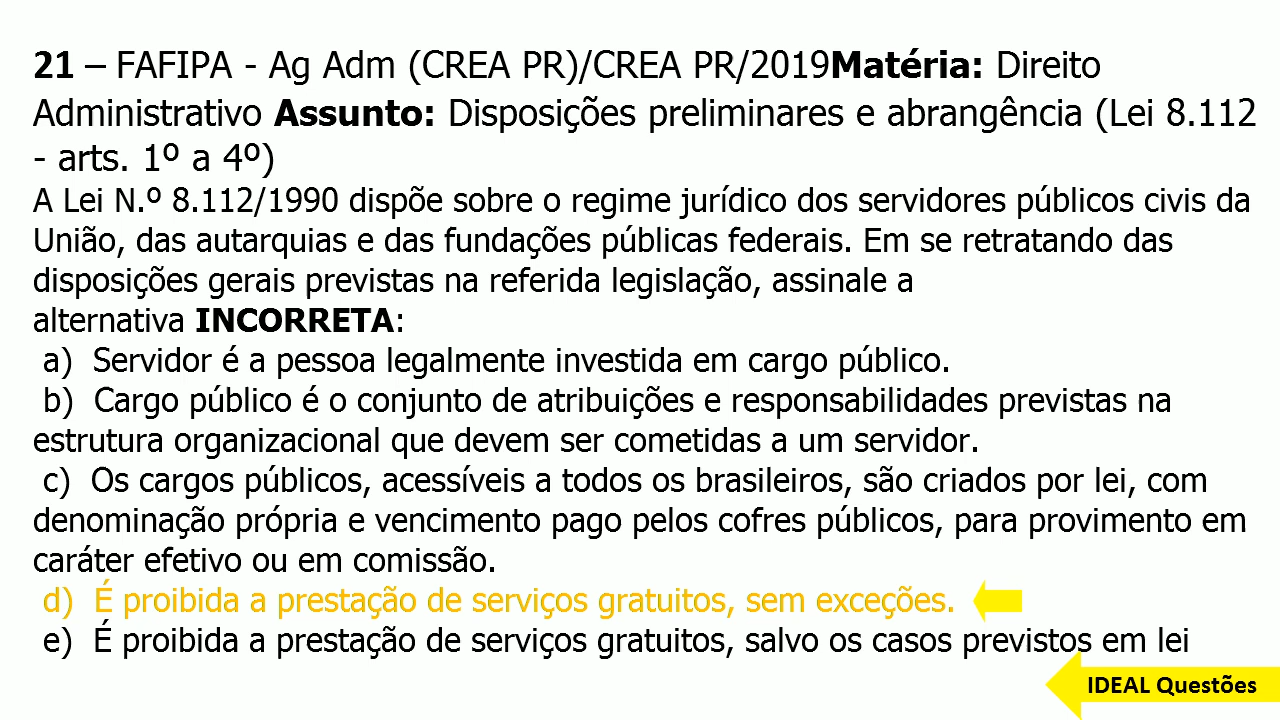 21 – FAFIPA - Ag Adm (CREA PR)/CREA PR/2019Matéria: Direito
Administrativo Assunto: Disposições preliminares e abrangência (Lei 8.112
- arts. 1º a 4º)
A Lei N.º 8.112/1990 dispõe sobre o regime jurídico dos servidores públicos civis da
União, das autarquias e das fundações públicas federais. Em se retratando das
disposições gerais previstas na referida legislação, assinale a
alternativa INCORRETA:
a) Servidor é a pessoa legalmente investida em cargo público.
b) Cargo público é o conjunto de atribuições e responsabilidades previstas na
estrutura organizacional que devem ser cometidas a um servidor.
c) Os cargos públicos, acessíveis a todos os brasileiros, são criados por lei, com
denominação própria e vencimento pago pelos cofres públicos, para provimento em
caráter efetivo ou em comissão.
d) É proibida a prestação de serviços gratuitos, sem exceções.
e) É proibida a prestação de serviços gratuitos, salvo os casos previstos em lei
IDEAL Questões